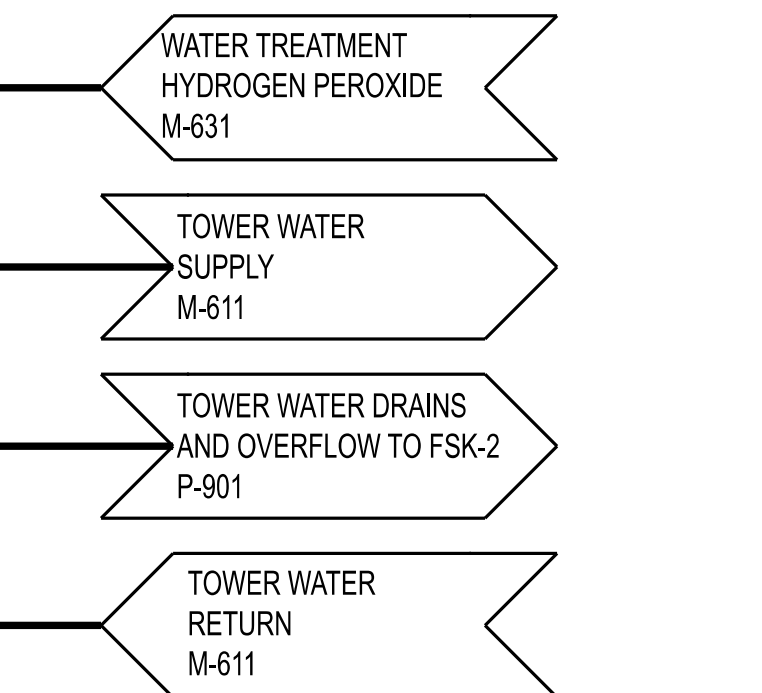 WATER TREATMENT
HYDROGEN PEROXIDE
M-631
TOWER WATER
SUPPLY
M-611
TOWER WATER DRAINS
AND OVERFLOW TO FSK-2
P-901
TOWER WATER
RETURN
M-611